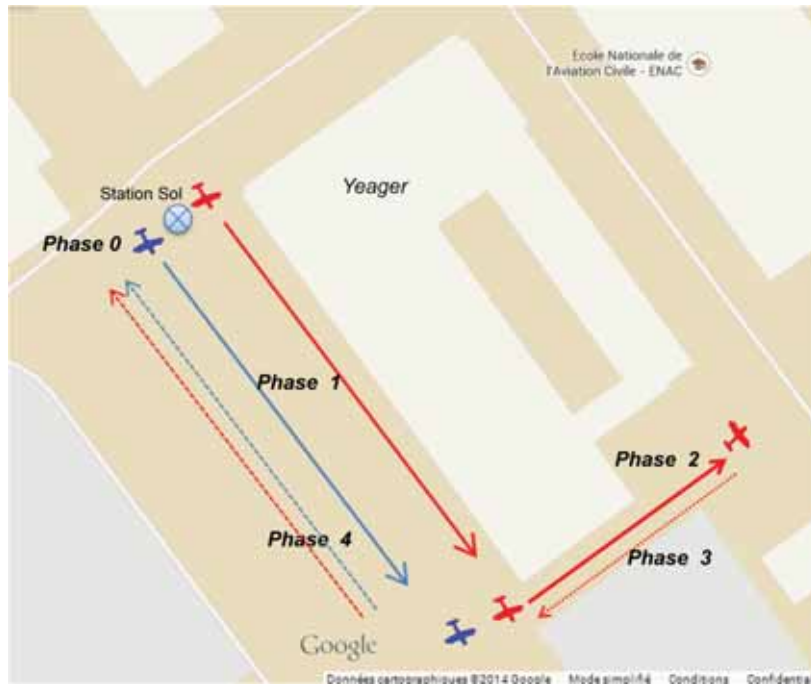 Ecole Nationale de
l'Aviation Civile - ENAC
Yeager
Station Sol
Phase 0
Phase 1
Phase 2
Phase 4
Phase 3
Google
Données cartographiques ©2014 Google Mode simplifié Conditions Confidential